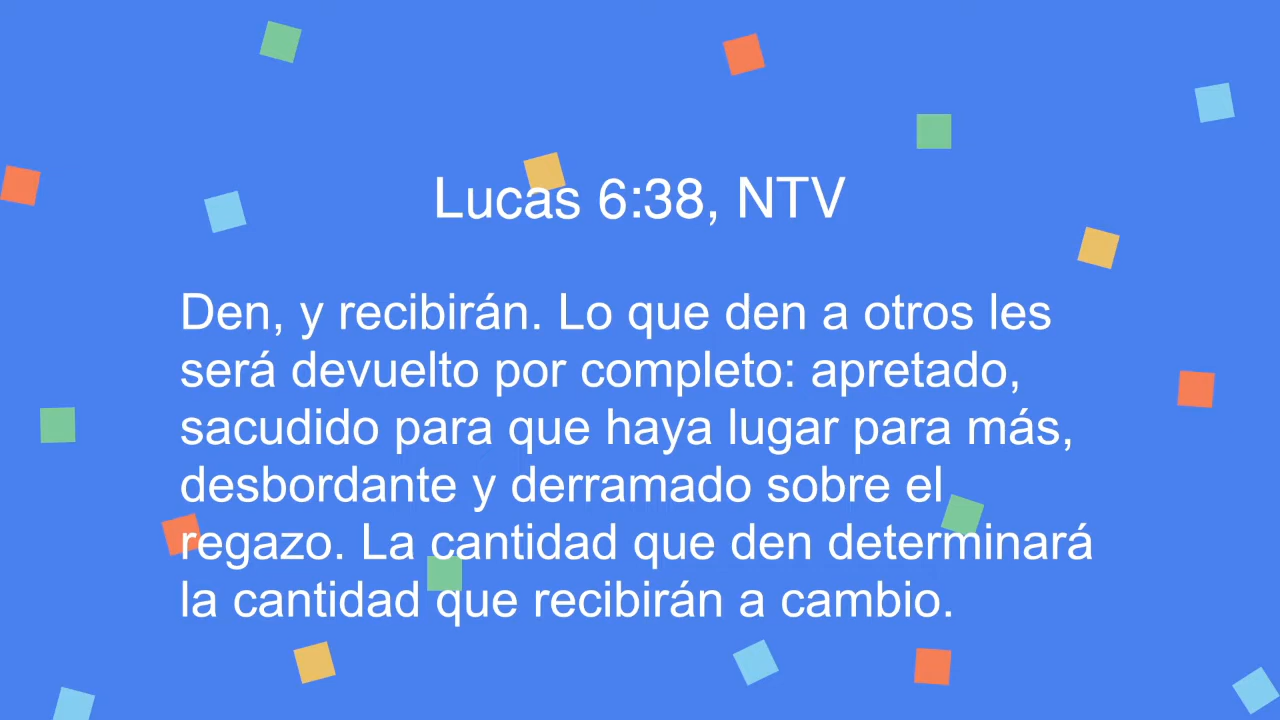 Lucas 6:38, NTV
Den, y recibirán. Lo que den a otros les
será devuelto por completo: apretado,
sacudido para que haya lugar para más,
desbordante y derramado sobre el
regazo. La cantidad que den determinará
la cantidad que recibirán a cambio.